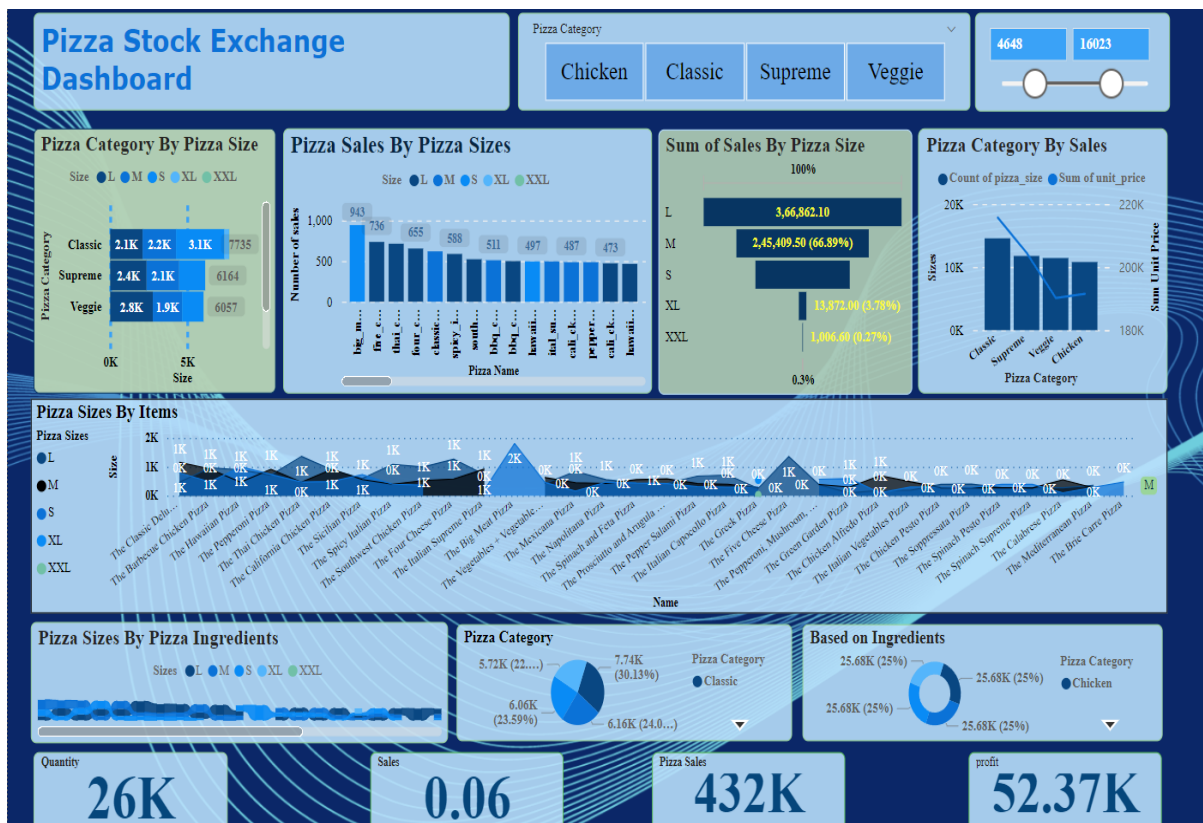 Pizza Stock Exchange
Dashboard
Pizza Category
Chicken
Classic
Supreme
Veggie
4648
16023
Pizza Category By Pizza Size
Size L M S XL XXL
Pizza Category
Classic 2.1K 2.2K 3.1K 7735
Supreme 2.4K 2.1K 6164
Veggie 2.8K 1.9K 6057
0K 5K
Size
Pizza Sales By Pizza Sizes
Size L M S XL XXL
Number of sales
1,000
500
0
943 736 655 588 511 497 487 473
big_m... five_c... thai_c... four_c... classic... spicy_i... south... bbq_c... bbq_c... hawaii... ital_su... cali_ck... pepper... cali_ck... hawaii...
Pizza Name
Sum of Sales By Pizza Size
100%
L 3,66,862.10
M 2,45,409.50 (66.89%)
S
XL 13,872.00 (3.78%)
XXL 1,006.60 (0.27%)
0.3%
Pizza Category By Sales
Count of pizza_size Sum of unit_price
Sizes
20K
10K
0K
220K
200K
180K
Sum Unit Price
Classic Supreme Veggie Chicken
Pizza Category
Pizza Sizes By Items
Pizza Sizes
L
M
S
XL
XXL
Size
2K
1K
0K
M
The Classic Delu...
The Barbecue Chicken Pizza
The Hawaiian Pizza
The Pepperoni Pizza
The Thai Chicken Pizza
The California Chicken Pizza
The Sicilian Pizza
The Spicy Italian Pizza
The Southwest Chicken Pizza
The Four Cheese Pizza
The Italian Supreme Pizza
The Big Meat Pizza
The Vegetables + Vegetable...
The Mexicana Pizza
The Napolitana Pizza
The Spinach and Feta Pizza
The Prosciutto and Arugula ...
The Pepper Salami Pizza
The Italian Capocollo Pizza
The Greek Pizza
The Five Cheese Pizza
The Pepperoni, Mushroom, ...
The Green Garden Pizza
The Chicken Alfredo Pizza
The Italian Vegetables Pizza
The Chicken Pesto Pizza
The Soppressata Pizza
The Spinach Pesto Pizza
The Spinach Supreme Pizza
The Calabrese Pizza
The Mediterranean Pizza
The Brie Carre Pizza
Name
Pizza Sizes By Pizza Ingredients
Sizes L M S XL XXL
Pizza Category
5.72K (22....)
7.74K
(30.13%)
6.06K
(23.59%)
6.16K (24.0...)
Pizza Category
Classic
Based on Ingredients
25.68K (25%)
25.68K (25%)
25.68K (25%)
25.68K (25%)
Pizza Category
Chicken
Quantity
26K
Sales
0.06
Pizza Sales
432K
profit
52.37K